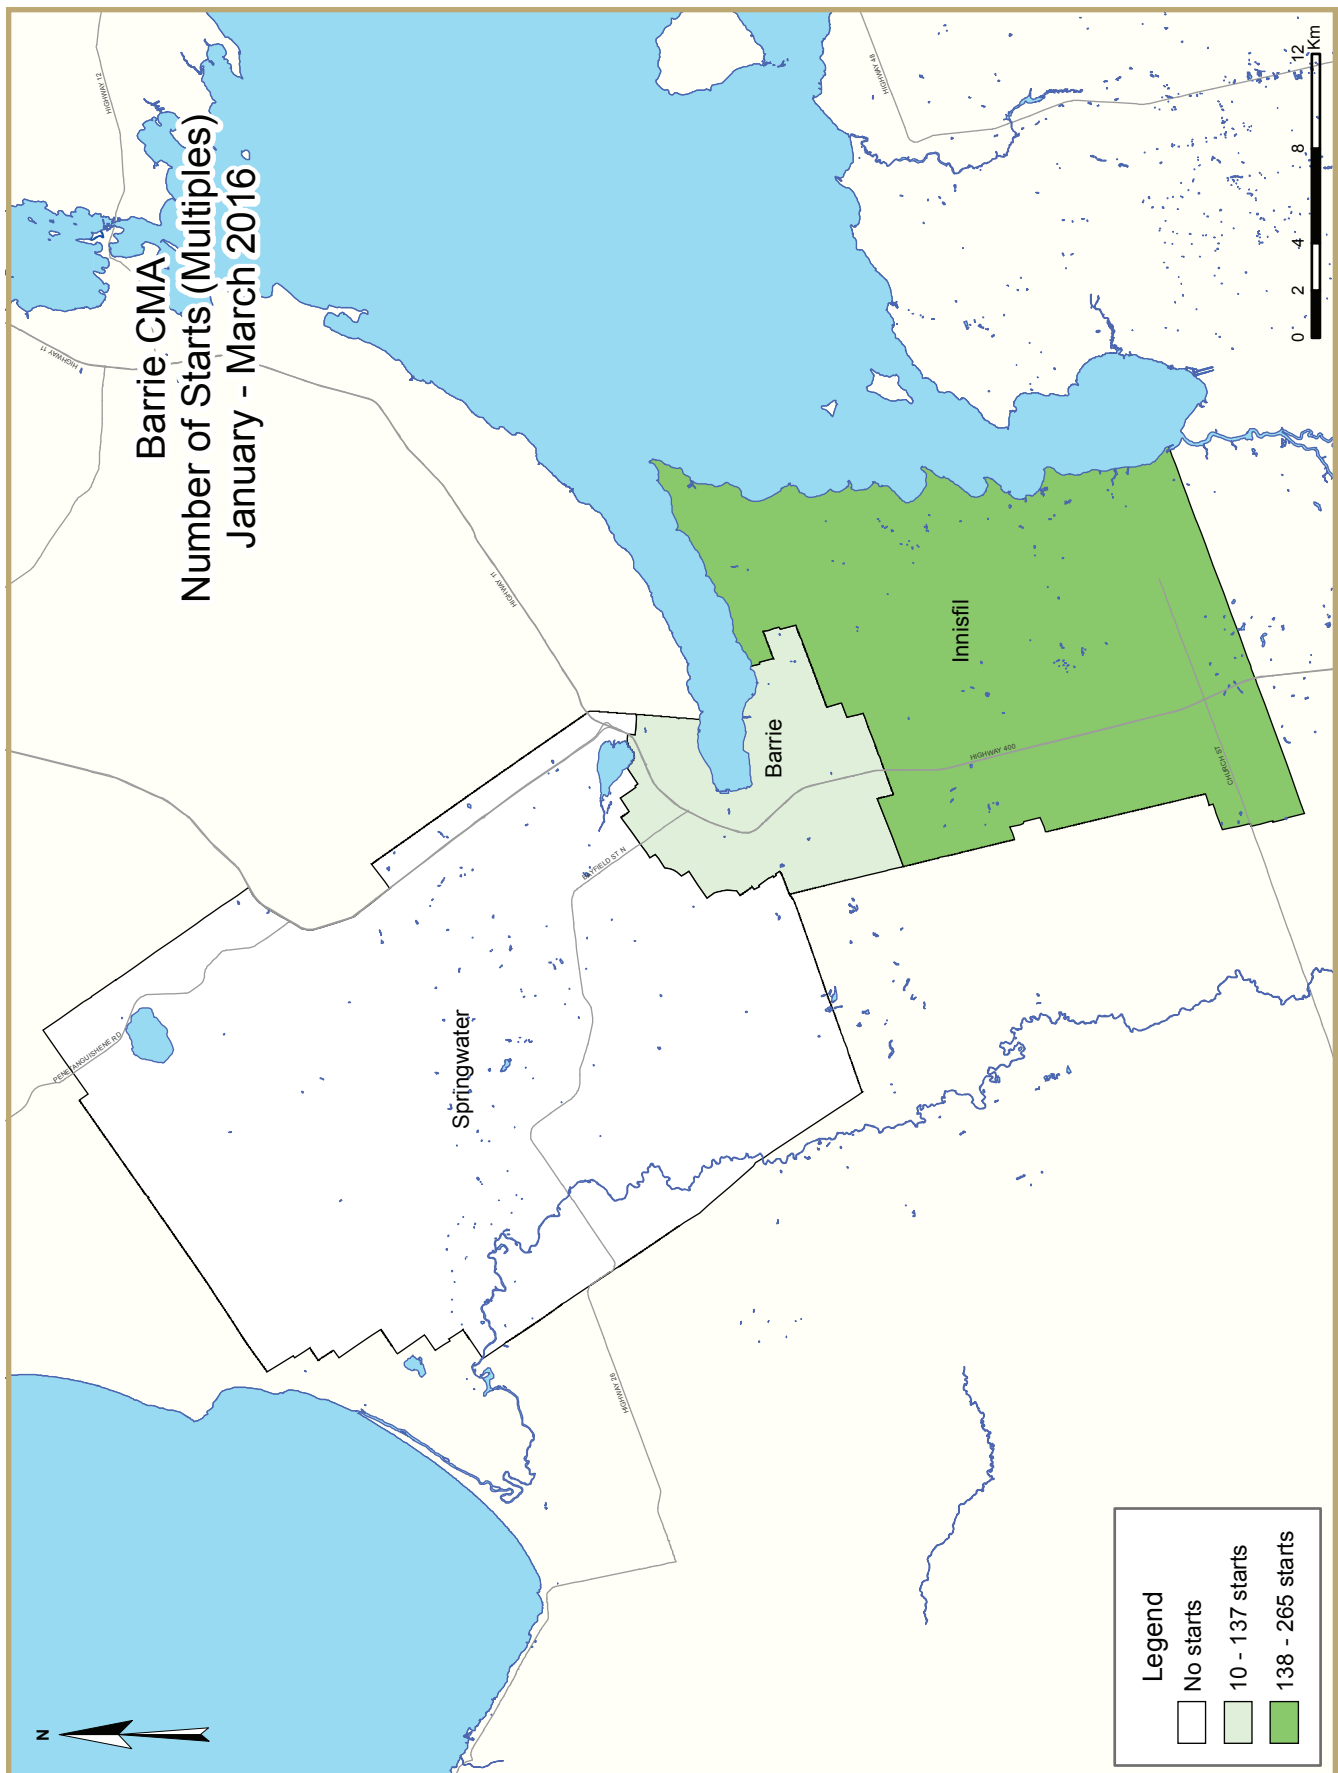 Barrie CMA
Number of Starts (Multiples)
January - March 2016
N
HIGHWAY 12
HIGHWAY 11
HIGHWAY 11
HIGHWAY 48
PENETANGUISHENE RD
Springwater
BAYFIELD ST N
Barrie
Innisfil
HIGHWAY 400
CHURCH ST
HIGHWAY 26
Legend
No starts
10 - 137 starts
138 - 265 starts
0 2 4 8 12
Km